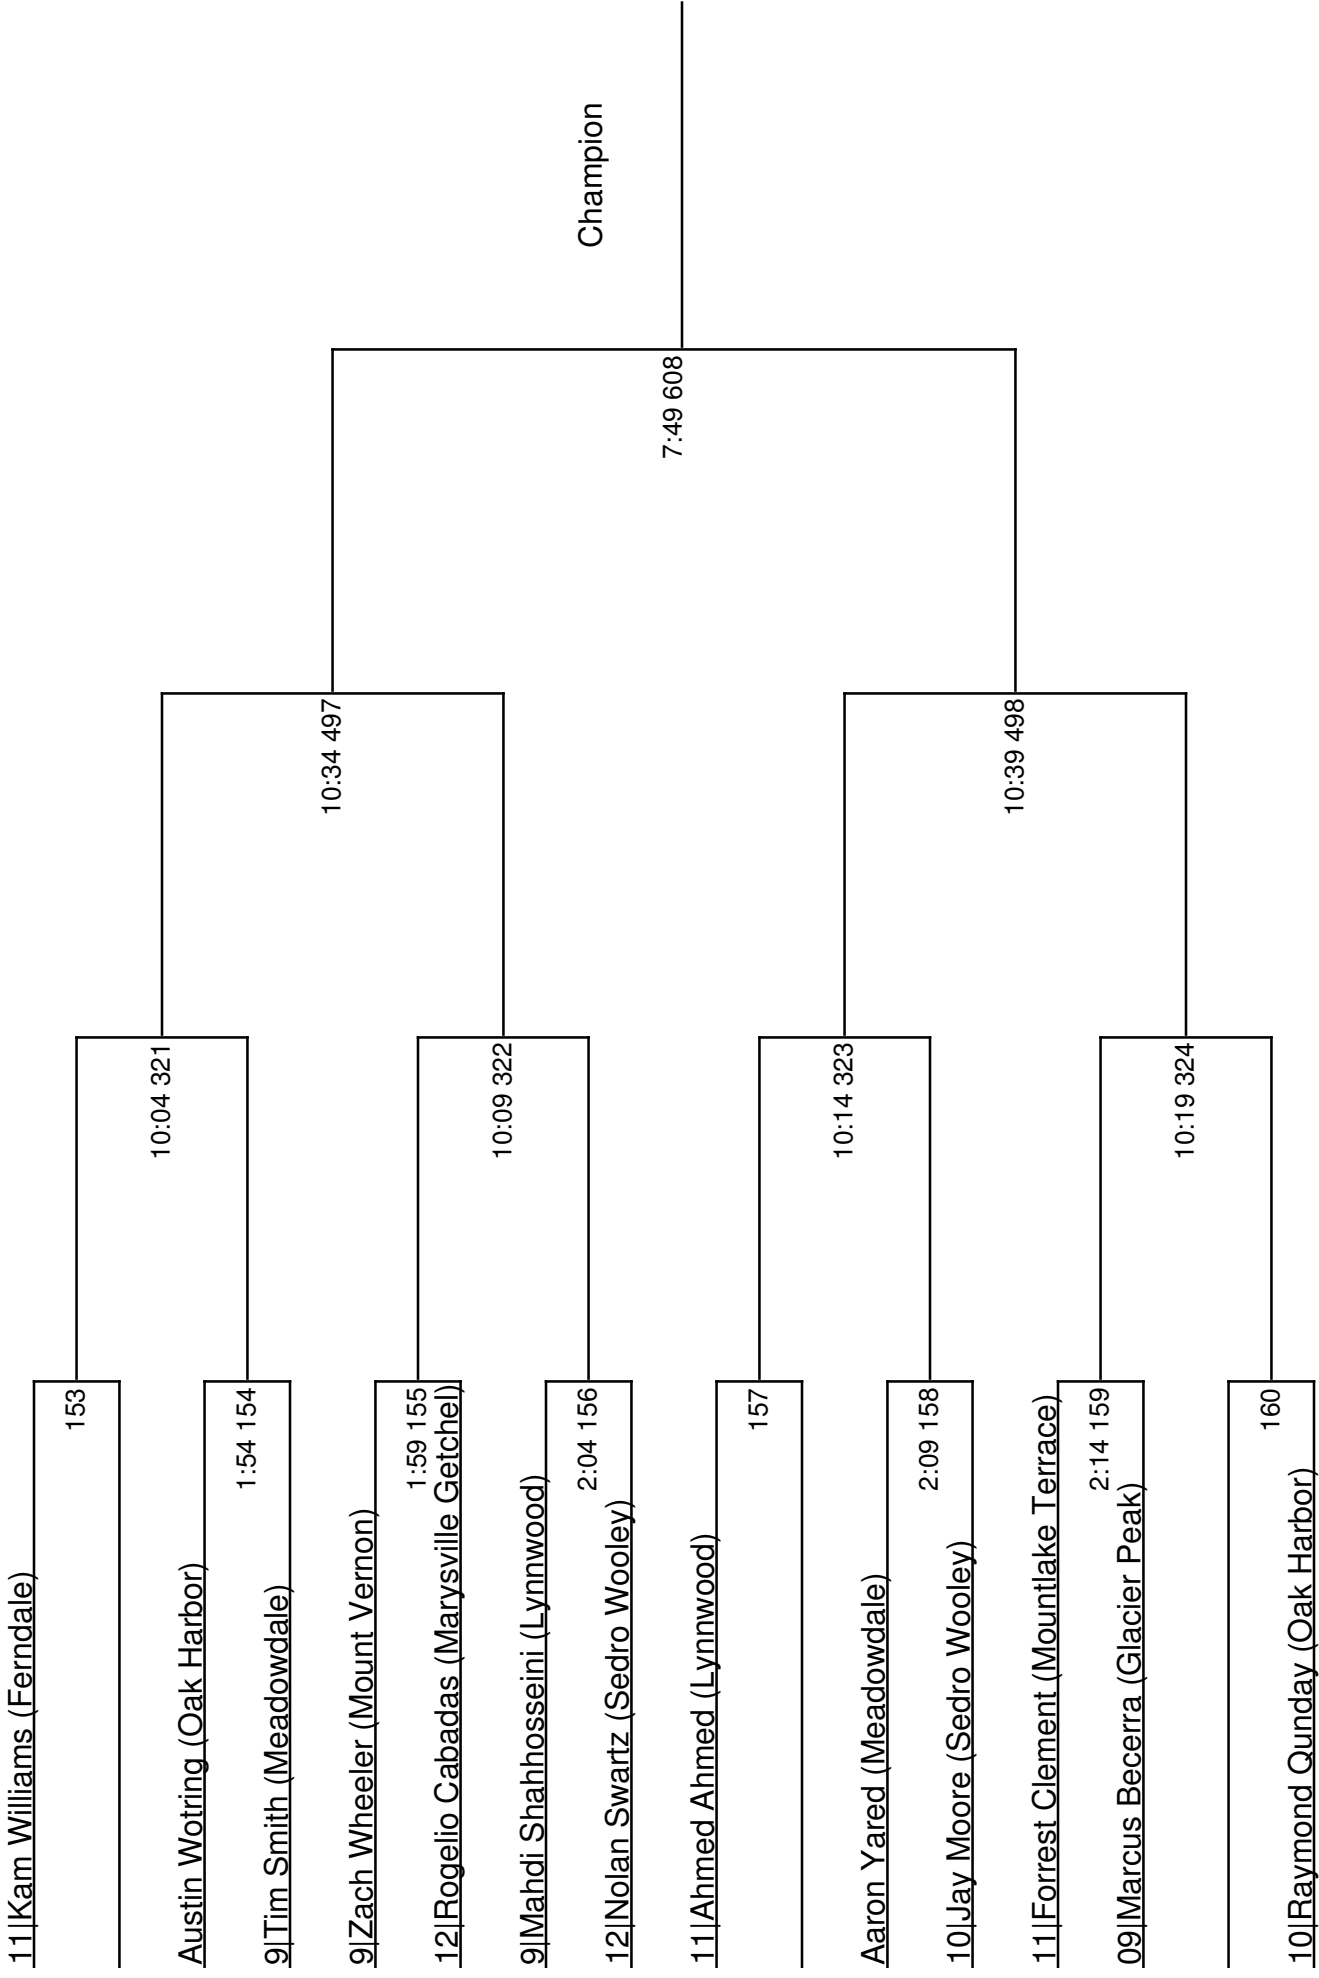 11|Kam Williams (Ferndale)
153
Austin Wotring (Oak Harbor)
1:54 154
9|Tim Smith (Meadowdale)
9|Zach Wheeler (Mount Vernon)
1:59 155
12|Rogelio Cabadas (Marysville Getchel)
9|Mahdi Shahhosseini (Lynnwood)
2:04 156
12|Nolan Swartz (Sedro Wooley)
11|Ahmed Ahmed (Lynnwood)
157
Aaron Yared (Meadowdale)
2:09 158
10|Jay Moore (Sedro Wooley)
11|Forrest Clement (Mountlake Terrace)
2:14 159
09|Marcus Becerra (Glacier Peak)
160
10|Raymond Qunday (Oak Harbor)
10:04 321
10:09 322
10:14 323
10:19 324
10:34 497
10:39 498
7:49 608
Champion